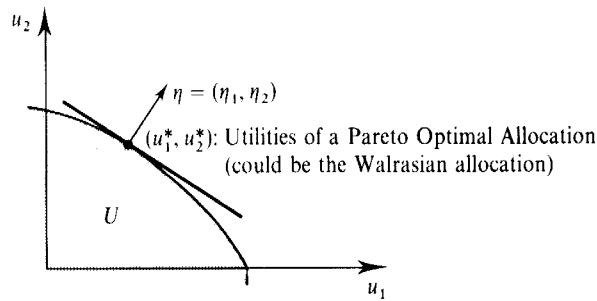 u₂
η = (η₁, η₂)
(u₁*, u₂*): Utilities of a Pareto Optimal Allocation
(could be the Walrasian allocation)
U
u₁